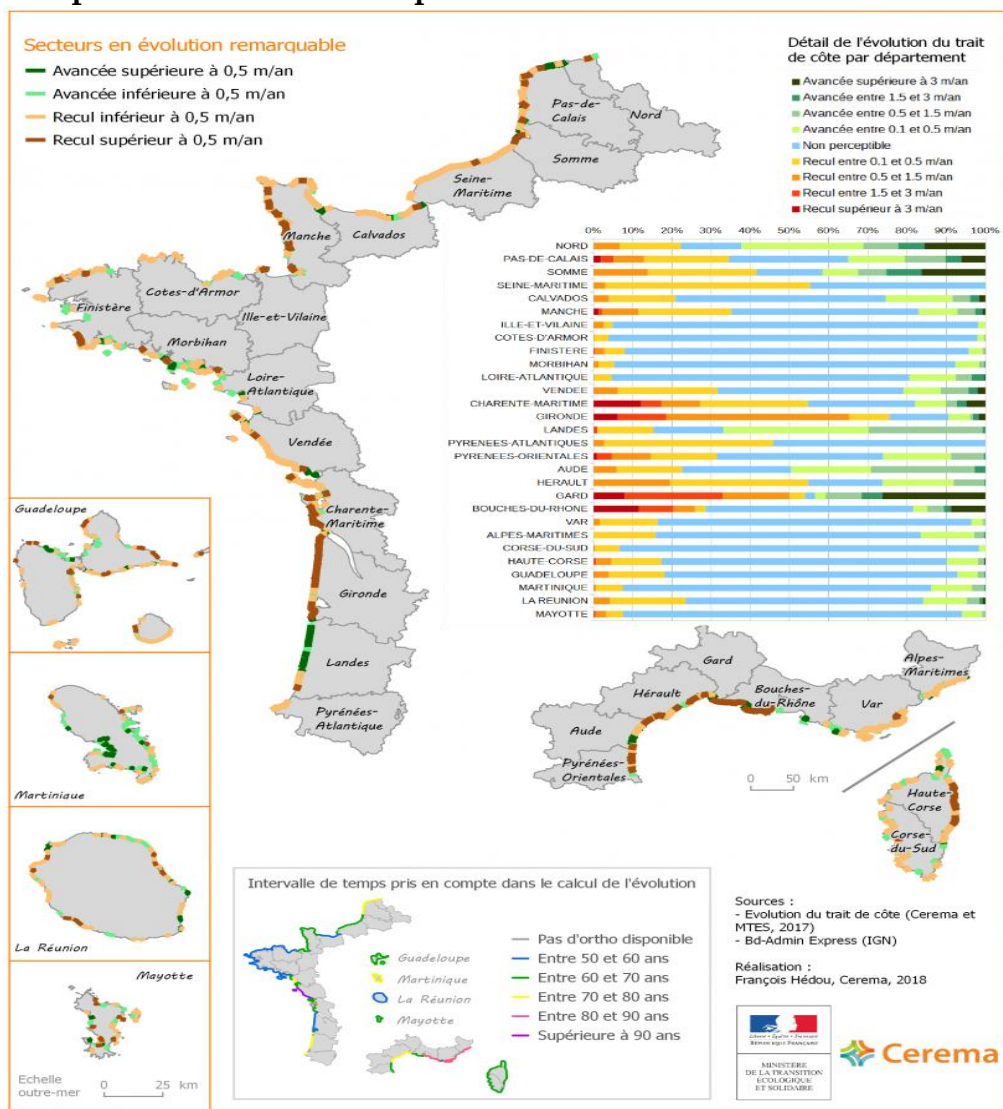 Secteurs en évolution remarquable
Avancée supérieure à 0,5 m/an
Avancée inférieure à 0,5 m/an
Recul inférieur à 0,5 m/an
Recul supérieur à 0,5 m/an
Détail de l'évolution du trait
de côte par département
Avancée supérieure à 3 m/an
Avancée entre 1.5 et 3 m/an
Avancée entre 0.5 et 1.5 m/an
Avancée entre 0.1 et 0.5 m/an
Non perceptible
Recul entre 0.1 et 0.5 m/an
Recul entre 0.5 et 1.5 m/an
Recul entre 1.5 et 3 m/an
Recul supérieur à 3 m/an
Pas-de-
Calais
Nord
Somme
Seine-
Maritime
Manche
Calvados
Cotes-d'Armor
Finistère
Ille-et-Vilaine
Morbihan
Loire-
Atlantique
Vendée
Charente-
Maritime
Gironde
Landes
Pyrénées-
Atlantique
0% 10% 20% 30% 40% 50% 60% 70% 80% 90% 100%
NORD
PAS-DE-CALAIS
SOMME
SEINE-MARITIME
CALVADOS
MANCHE
ILLE-ET-VILAINE
COTES-D'ARMOR
FINISTERE
MORBIHAN
LOIRE-ATLANTIQUE
VENDEE
CHARENTE-MARITIME
GIRONDE
LANDES
PYRENEES-ATLANTIQUES
PYRENEES-ORIENTALES
AUDE
HERAULT
GARD
BOUCHES-DU-RHONE
VAR
ALPES-MARITIMES
CORSE-DU-SUD
HAUTE-CORSE
GUADELOUPE
MARTINIQUE
LA REUNION
MAYOTTE
Guadeloupe
Martinique
La Réunion
Mayotte
Echelle
outre-mer
0 25 km
Gard
Hérault
Bouches-
du-Rhône
Alpes-
Maritimes
Var
Aude
Pyrénées-
Orientales
0 50 km
Haute-
Corse
Corse-
du-Sud
Intervalle de temps pris en compte dans le calcul de l'évolution
Guadeloupe
Martinique
La Réunion
Mayotte
Pas d'ortho disponible
Entre 50 et 60 ans
Entre 60 et 70 ans
Entre 70 et 80 ans
Entre 80 et 90 ans
Supérieure à 90 ans
Sources :
- Evolution du trait de côte (Cerema et
MTES, 2017)
- Bd-Admin Express (IGN)
Réalisation :
François Hédou, Cerema, 2018
Liberté • Égalité • Fraternité
RÉPUBLIQUE FRANÇAISE
MINISTÈRE
DE LA TRANSITION
ÉCOLOGIQUE
ET SOLIDAIRE
Cerema